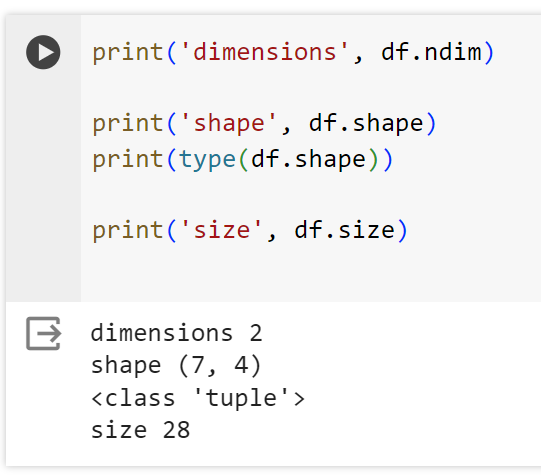 print('dimensions', df.ndim)
print('shape', df.shape)
print(type(df.shape))
print('size', df.size)
dimensions 2
shape (7, 4)
<class 'tuple'>
size 28